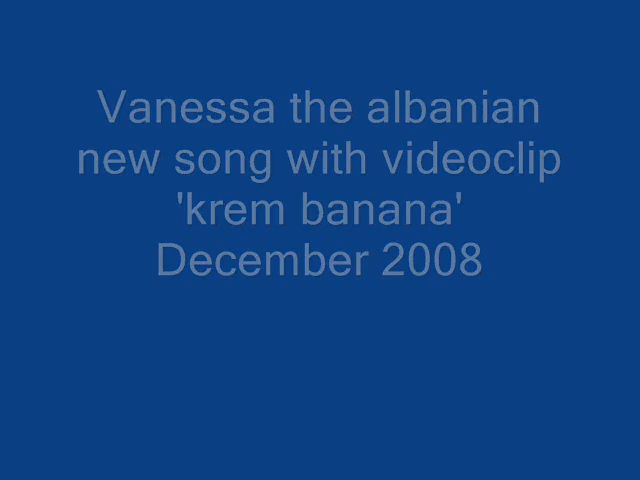 Vanessa the albanian
new song with videoclip
'krem banana'
December 2008